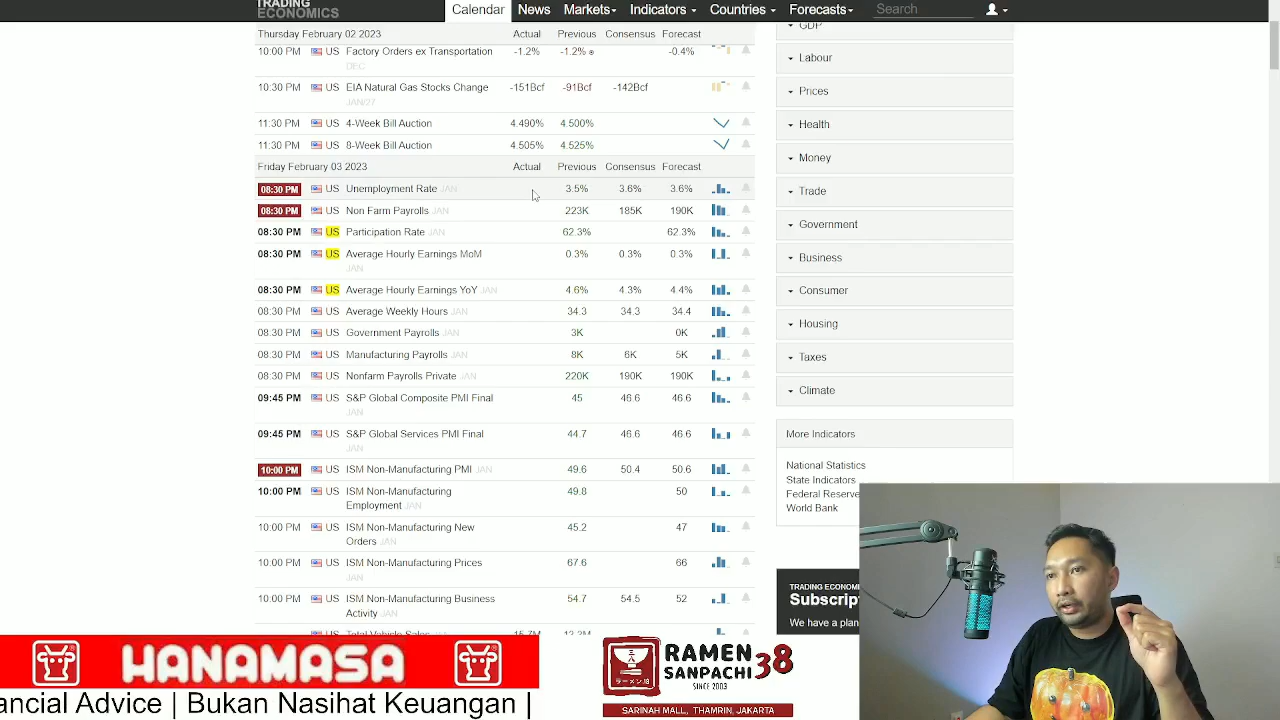 TRADING
ECONOMICS
Calendar News Markets Indicators Countries Forecasts Search
Thursday February 02 2023 Actual Previous Consensus Forecast
10:00 PM US Factory Orders ex Transportation -1.2% -1.2% -0.4%
DEC
10:30 PM US EIA Natural Gas Stocks Change -151Bcf -91Bcf -142Bcf
JAN/27
11:30 PM US 4-Week Bill Auction 4.490% 4.500%
11:30 PM US 8-Week Bill Auction 4.505% 4.525%
Friday February 03 2023 Actual Previous Consensus Forecast
08:30 PM US Unemployment Rate JAN 3.5% 3.6% 3.6%
08:30 PM US Non Farm Payrolls JAN 223K 185K 190K
08:30 PM US Participation Rate JAN 62.3% 62.3%
08:30 PM US Average Hourly Earnings MoM 0.3% 0.3% 0.3%
JAN
08:30 PM US Average Hourly Earnings YoY JAN 4.6% 4.3% 4.4%
08:30 PM US Average Weekly Hours JAN 34.3 34.3 34.4
08:30 PM US Government Payrolls JAN 3K 0K
08:30 PM US Manufacturing Payrolls JAN 8K 6K 5K
08:30 PM US Nonfarm Payrolls Private JAN 220K 190K 190K
09:45 PM US S&P Global Composite PMI Final 45 46.6 46.6
JAN
09:45 PM US S&P Global Services PMI Final 44.7 46.6 46.6
JAN
10:00 PM US ISM Non-Manufacturing PMI JAN 49.6 50.4 50.6
10:00 PM US ISM Non-Manufacturing 49.8 50
Employment JAN
10:00 PM US ISM Non-Manufacturing New 45.2 47
Orders JAN
10:00 PM US ISM Non-Manufacturing Prices 67.6 66
JAN
10:00 PM US ISM Non-Manufacturing Business 54.7 54.5 52
Activity JAN
GDP
Labour
Prices
Health
Money
Trade
Government
Business
Consumer
Housing
Taxes
Climate
More Indicators
National Statistics
State Indicators
Federal Reserve
World Bank
TRADING ECONOMI
Subscrip
We have a plan
HANAMASA
RAMEN
SANPACHI 38
SINCE 2003
SARINAH MALL, THAMRIN, JAKARTA
ancial Advice | Bukan Nasihat Keuangan |